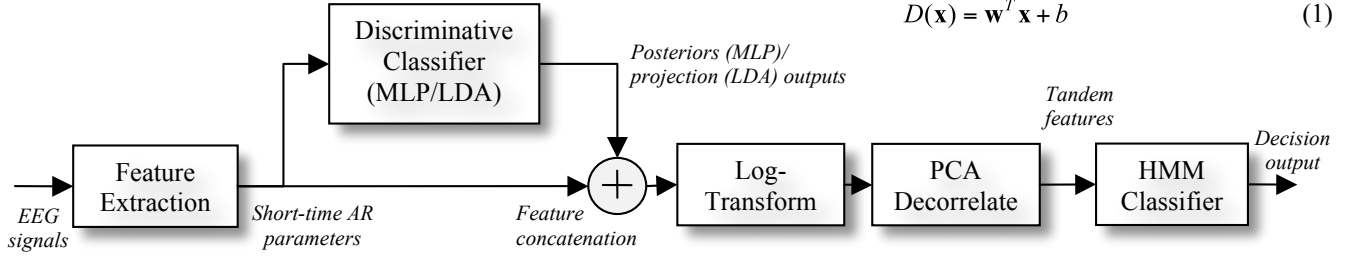 D(x) = w^T x + b
(1)
Discriminative
Classifier
(MLP/LDA)
Posteriors (MLP)/
projection (LDA) outputs
Feature
Extraction
EEG
signals
Short-time AR
parameters
Feature
concatenation
+
Log-
Transform
PCA
Decorrelate
Tandem
features
HMM
Classifier
Decision
output